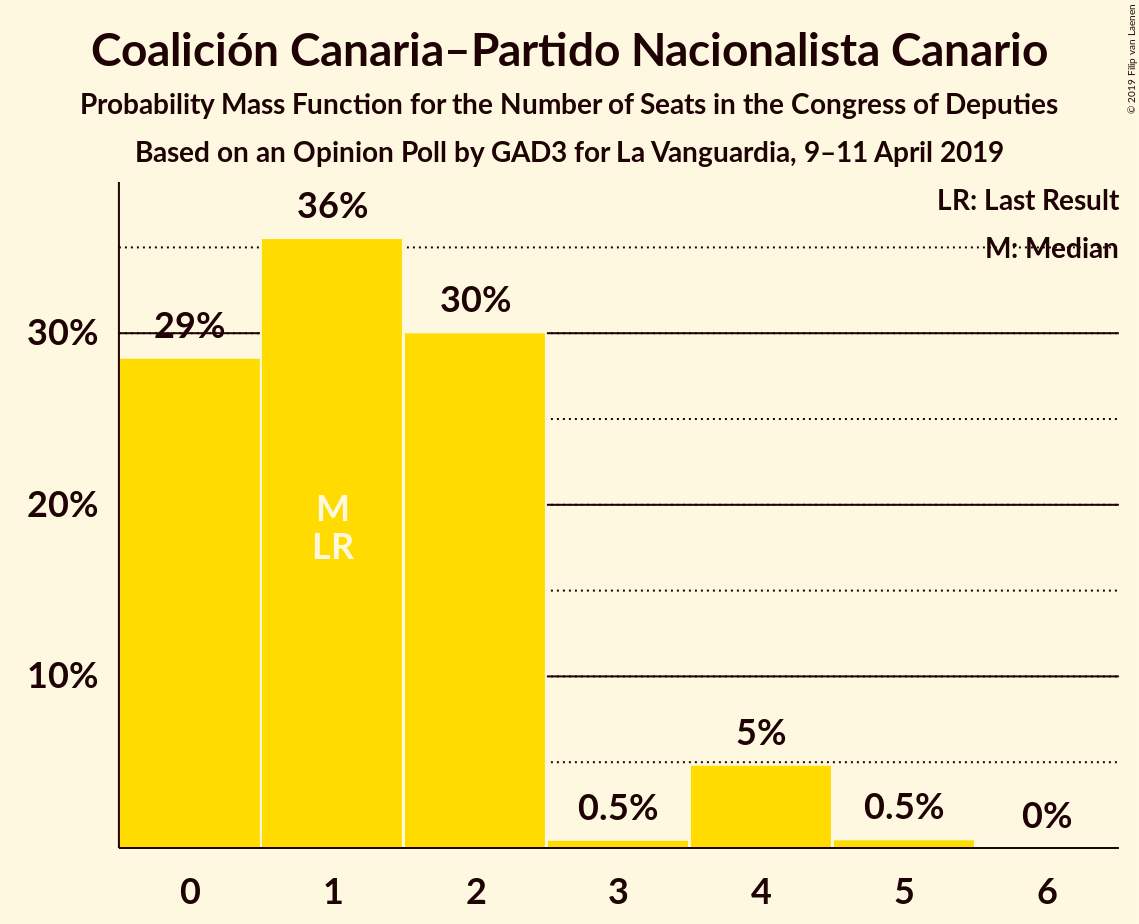 Coalición Canaria–Partido Nacionalista Canario
Probability Mass Function for the Number of Seats in the Congress of Deputies
Based on an Opinion Poll by GAD3 for La Vanguardia, 9–11 April 2019
© 2019 Filip van Laenen
LR: Last Result
M: Median
36%
30%
29%
30%
20%
10%
M
LR
5%
0.5%
0.5%
0%
0 1 2 3 4 5 6